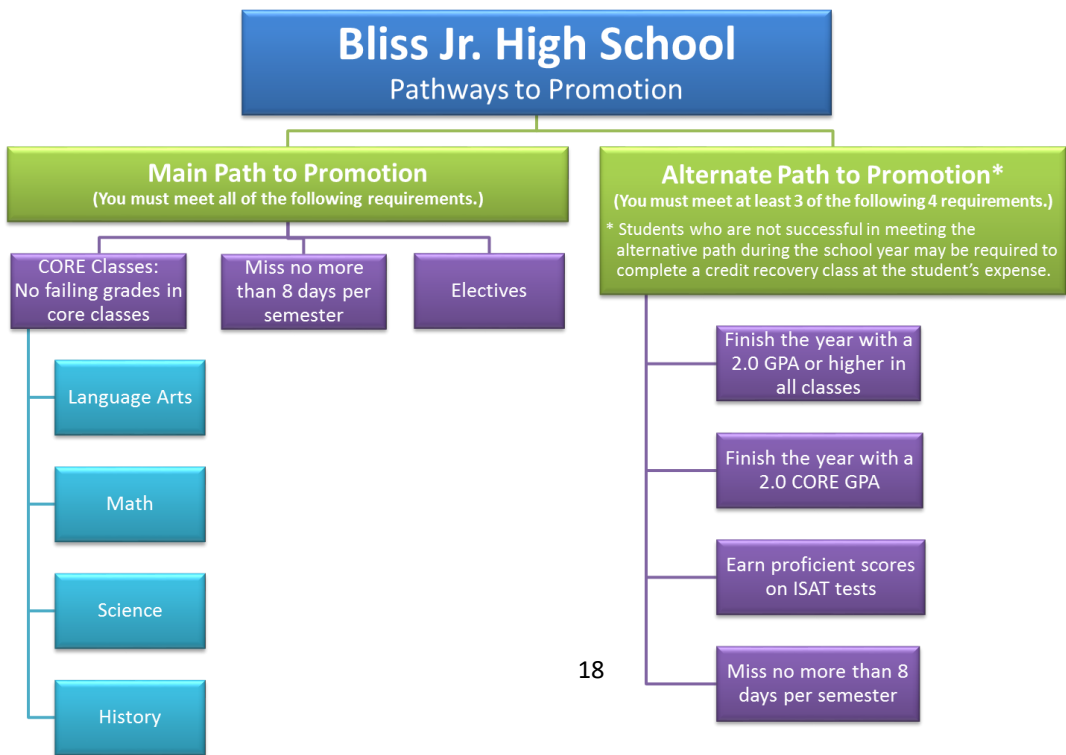 Bliss Jr. High School
Pathways to Promotion
Main Path to Promotion
(You must meet all of the following requirements.)
CORE Classes:
No failing grades in
core classes
Language Arts
Math
Science
History
Miss no more
than 8 days per
semester
Electives
Alternate Path to Promotion*
(You must meet at least 3 of the following 4 requirements.)
* Students who are not successful in meeting the
alternative path during the school year may be required to
complete a credit recovery class at the student’s expense.
Finish the year with a
2.0 GPA or higher in
all classes
Finish the year with a
2.0 CORE GPA
Earn proficient scores
on ISAT tests
Miss no more than 8
days per semester
18